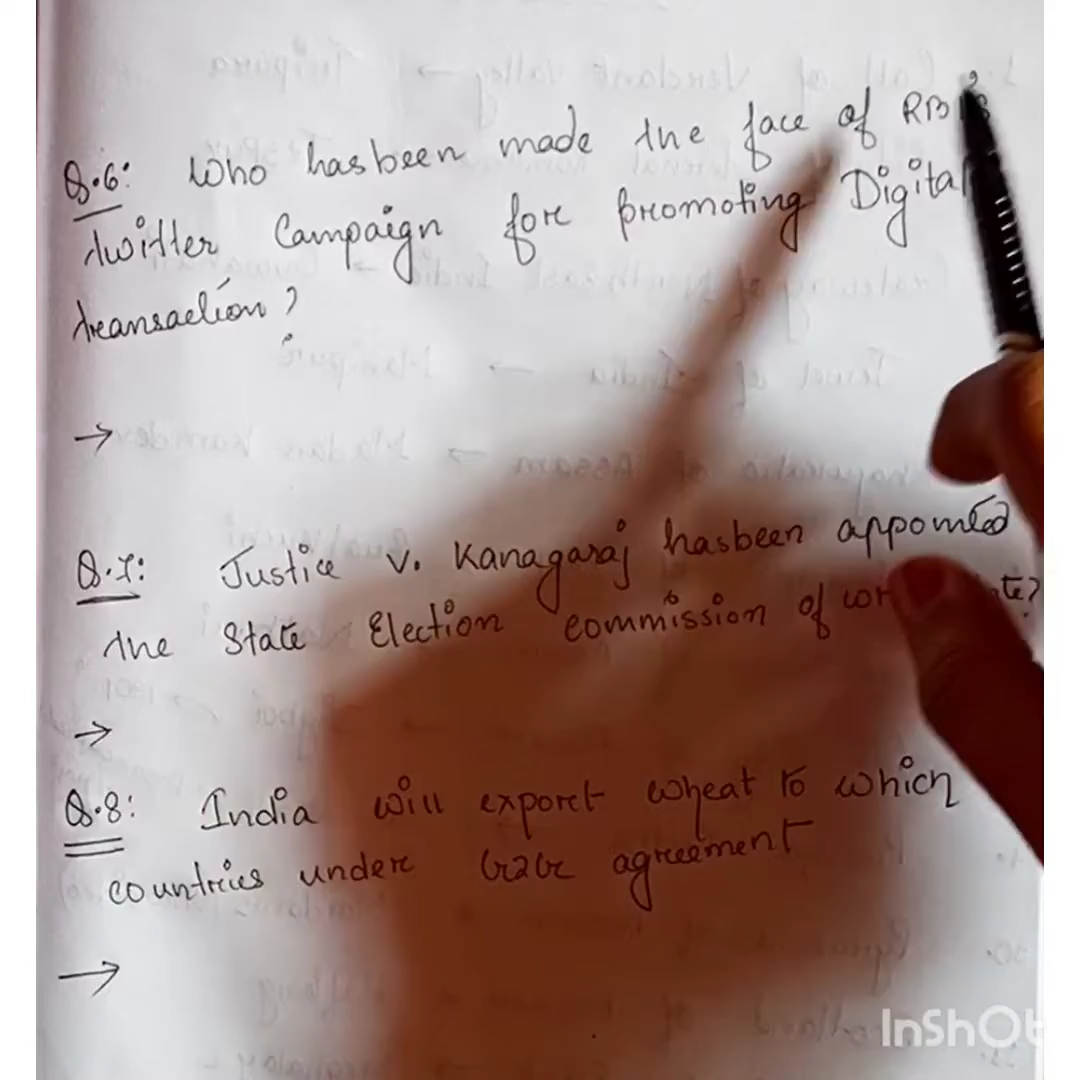 Q.6: Who hasbeen made the face of RBI's
twitter Campaign for promoting Digital
transaction?
→
Q.7: Justice V. Kanagaraj hasbeen appointed
the State Election commission of
→
Q.8: India will export wheat to which
countries under G2G agreement
→
InShOt